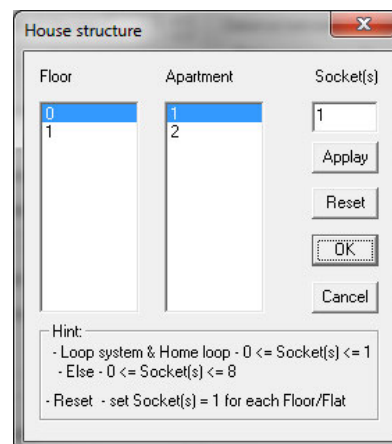 House structure
Floor Apartment Socket(s)
0 1 1
1 2
Applay
Reset
OK
Cancel
Hint:
- Loop system & Home loop - 0 <= Socket(s) <= 1
- Else - 0 <= Socket(s) <= 8
- Reset - set Socket(s) = 1 for each Floor/Flat